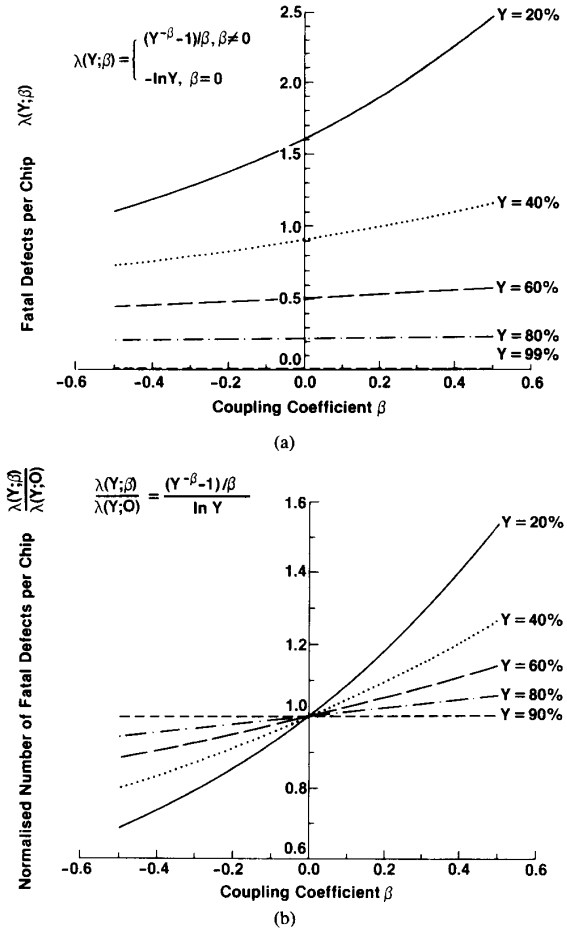 λ(Y;β) = { (Y^-β -1)/β, β≠0
-lnY, β=0
Fatal Defects per Chip λ(Y;β)
2.5
2.0
1.5
1.0
0.5
0.0
Y = 20%
Y = 40%
Y = 60%
Y = 80%
Y = 99%
-0.6 -0.4 -0.2 0.0 0.2 0.4 0.6
Coupling Coefficient β
(a)
λ(Y;β)/λ(Y;O) = (Y^-β -1)/β / ln Y
Normalised Number of Fatal Defects per Chip λ(Y;β)/λ(Y;O)
1.6
1.4
1.2
1.0
0.8
0.6
Y = 20%
Y = 40%
Y = 60%
Y = 80%
Y = 90%
-0.6 -0.4 -0.2 0.0 0.2 0.4 0.6
Coupling Coefficient β
(b)